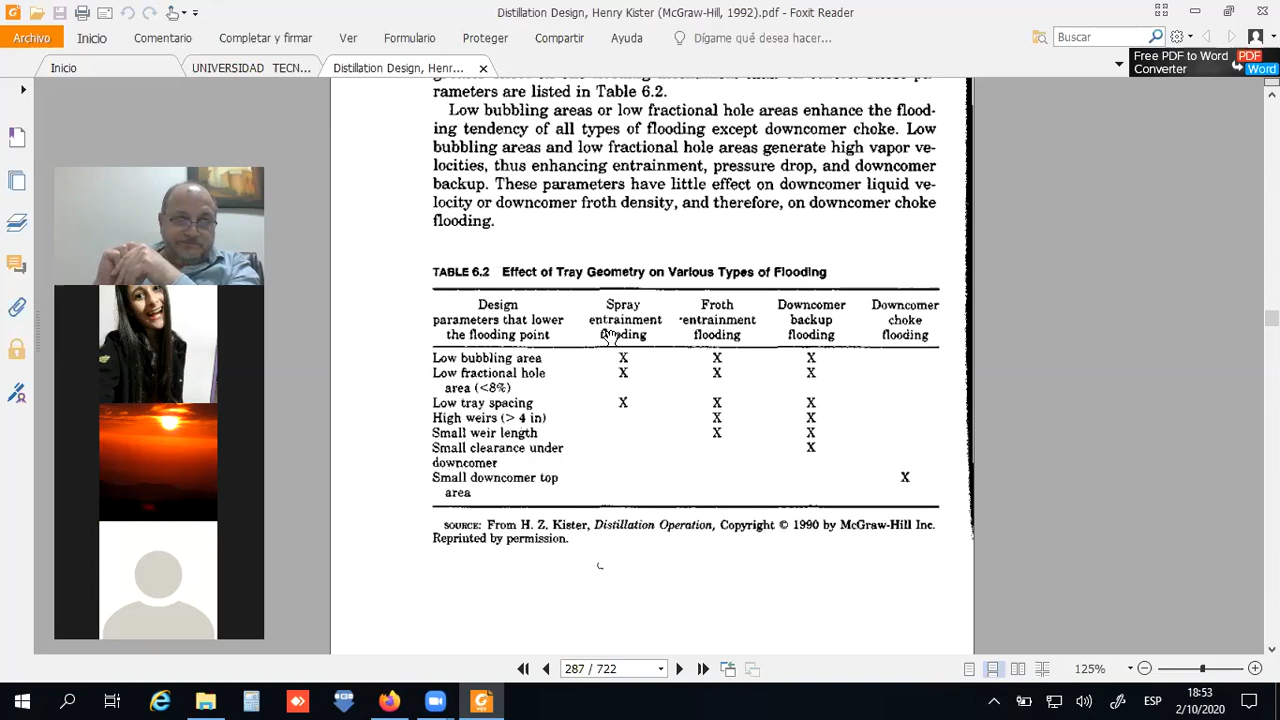 Distillation Design, Henry Kister (McGraw-Hill, 1992).pdf - Foxit Reader
Archivo Inicio Comentario Completar y firmar Ver Formulario Proteger Compartir Ayuda Dígame qué desea hacer... Buscar
Inicio UNIVERSIDAD TECN... Distillation Design, Henr...
Free PDF to Word PDF
Converter Word
rameters are listed in Table 6.2.
Low bubbling areas or low fractional hole areas enhance the flood-
ing tendency of all types of flooding except downcomer choke. Low
bubbling areas and low fractional hole areas generate high vapor ve-
locities, thus enhancing entrainment, pressure drop, and downcomer
backup. These parameters have little effect on downcomer liquid ve-
locity or downcomer froth density, and therefore, on downcomer choke
flooding.
TABLE 6.2 Effect of Tray Geometry on Various Types of Flooding
Design Spray Froth Downcomer Downcomer
parameters that lower entrainment entrainment backup choke
the flooding point flooding flooding flooding flooding
Low bubbling area X X X
Low fractional hole X X X
area (<8%)
Low tray spacing X X X
High weirs (> 4 in) X X
Small weir length X X
Small clearance under X
downcomer
Small downcomer top X
area
SOURCE: From H. Z. Kister, Distillation Operation, Copyright © 1990 by McGraw-Hill Inc.
Reprinted by permission.
287 / 722 125%
ESP 18:53
2/10/2020